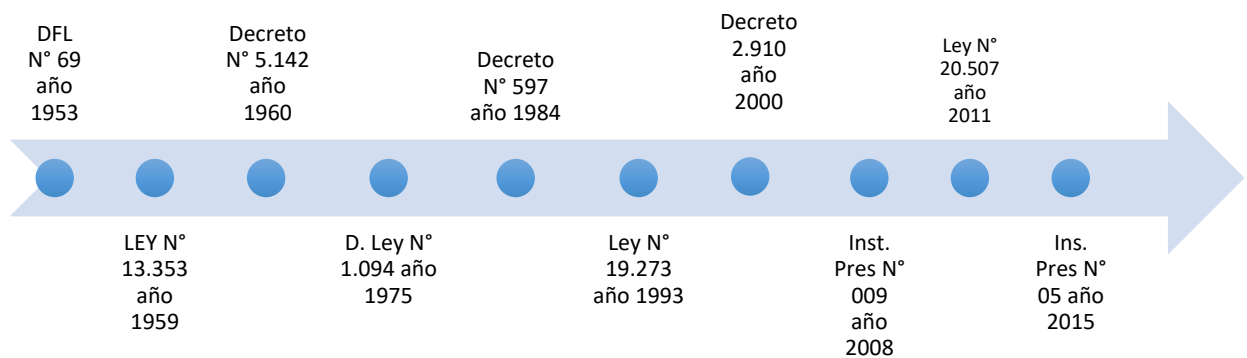 DFL
N° 69
año
1953
LEY N°
13.353
año
1959
Decreto
N° 5.142
año
1960
D. Ley N°
1.094 año
1975
Decreto
N° 597
año 1984
Ley N°
19.273
año 1993
Decreto
2.910
año
2000
Inst.
Pres N°
009
año
2008
Ley N°
20.507
año
2011
Ins.
Pres N°
05 año
2015